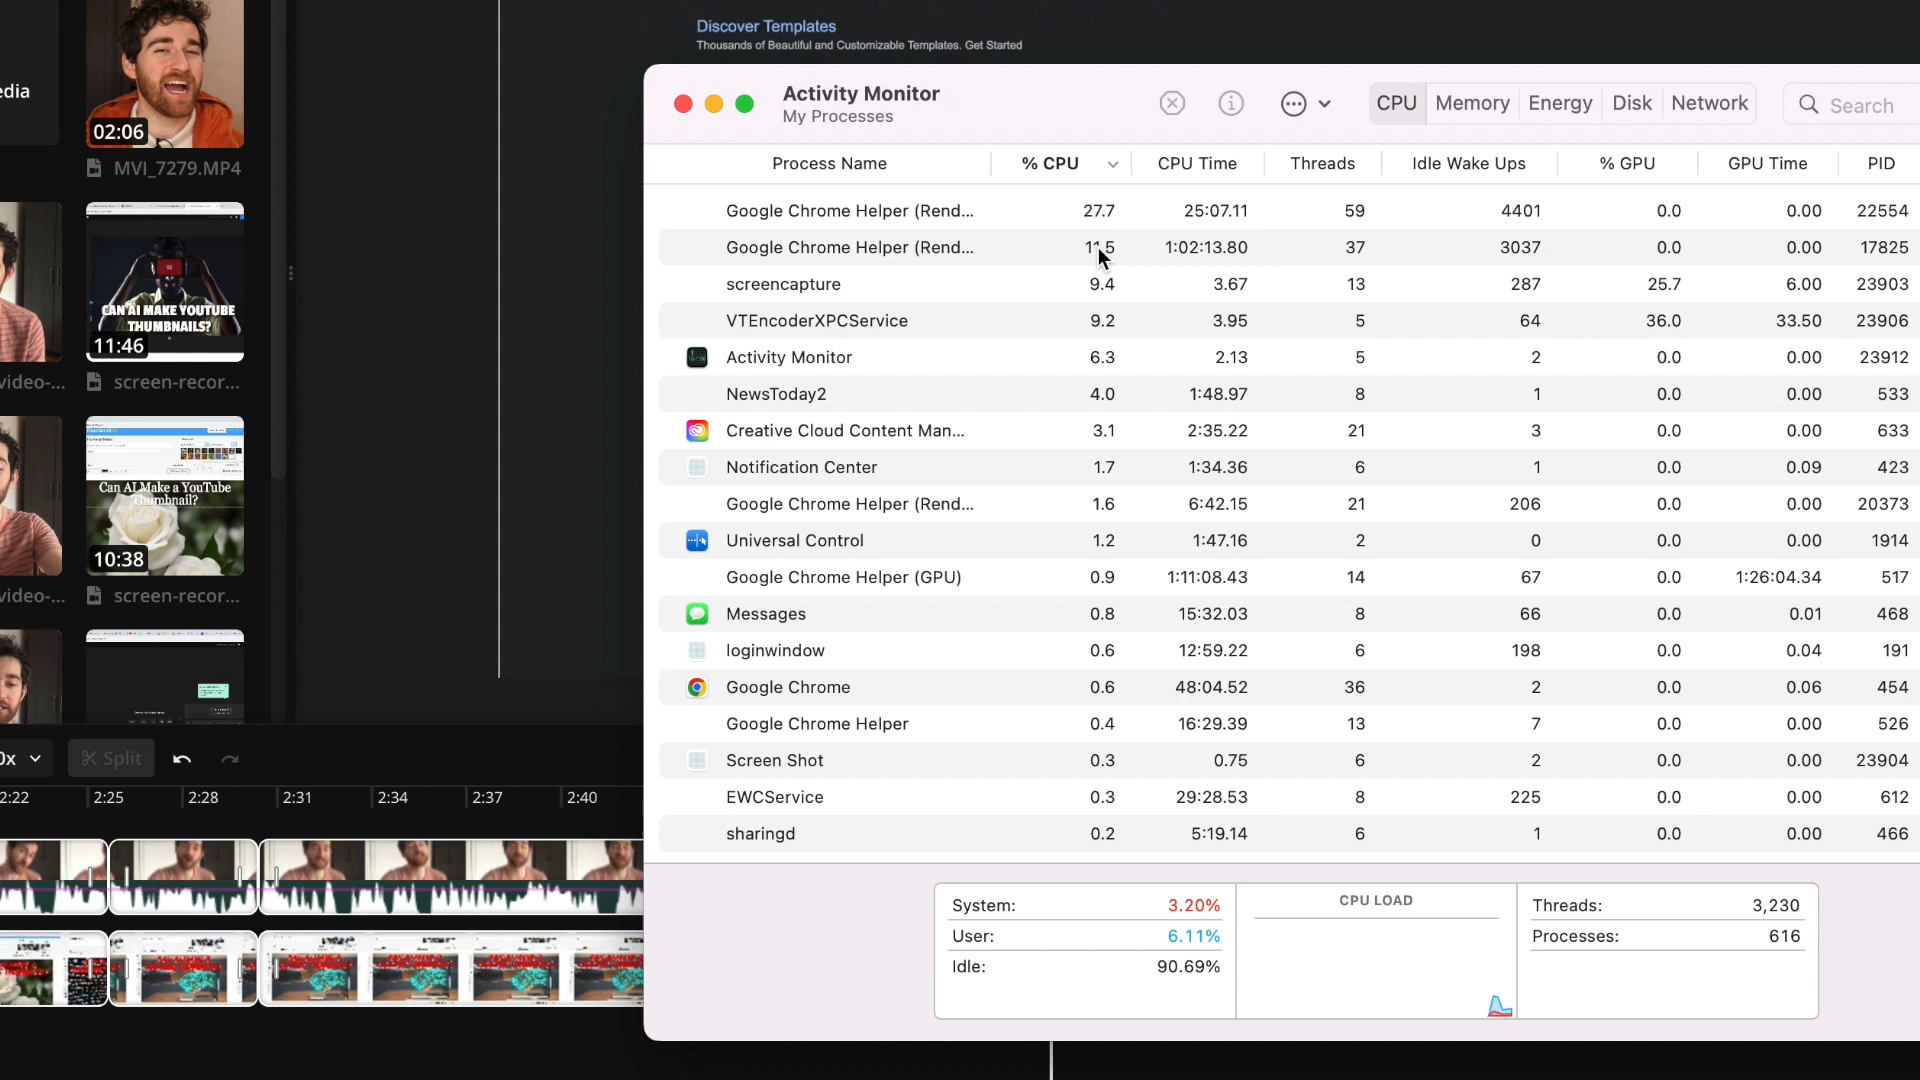 Discover Templates
Thousands of Beautiful and Customizable Templates. Get Started
edia
02:06
MVI_7279.MP4
CAN AI MAKE YOUTUBE
THUMBNAILS?
11:46
video-...
screen-recor...
Can AI Make a YouTube
Thumbnail?
10:38
video-...
screen-recor...
0x
Split
2:22 2:25 2:28 2:31 2:34 2:37 2:40
Activity Monitor
My Processes
CPU Memory Energy Disk Network Search
Process Name % CPU CPU Time Threads Idle Wake Ups % GPU GPU Time PID
Google Chrome Helper (Rend... 27.7 25:07.11 59 4401 0.0 0.00 22554
Google Chrome Helper (Rend... 11.5 1:02:13.80 37 3037 0.0 0.00 17825
screencapture 9.4 3.67 13 287 25.7 6.00 23903
VTEncoderXPCService 9.2 3.95 5 64 36.0 33.50 23906
Activity Monitor 6.3 2.13 5 2 0.0 0.00 23912
NewsToday2 4.0 1:48.97 8 1 0.0 0.00 533
Creative Cloud Content Man... 3.1 2:35.22 21 3 0.0 0.00 633
Notification Center 1.7 1:34.36 6 1 0.0 0.09 423
Google Chrome Helper (Rend... 1.6 6:42.15 21 206 0.0 0.00 20373
Universal Control 1.2 1:47.16 2 0 0.0 0.00 1914
Google Chrome Helper (GPU) 0.9 1:11:08.43 14 67 0.0 1:26:04.34 517
Messages 0.8 15:32.03 8 66 0.0 0.01 468
loginwindow 0.6 12:59.22 6 198 0.0 0.04 191
Google Chrome 0.6 48:04.52 36 2 0.0 0.06 454
Google Chrome Helper 0.4 16:29.39 13 7 0.0 0.00 526
Screen Shot 0.3 0.75 6 2 0.0 0.00 23904
EWCService 0.3 29:28.53 8 225 0.0 0.00 612
sharingd 0.2 5:19.14 6 1 0.0 0.00 466
System: 3.20%
User: 6.11%
Idle: 90.69%
CPU LOAD
Threads: 3,230
Processes: 616